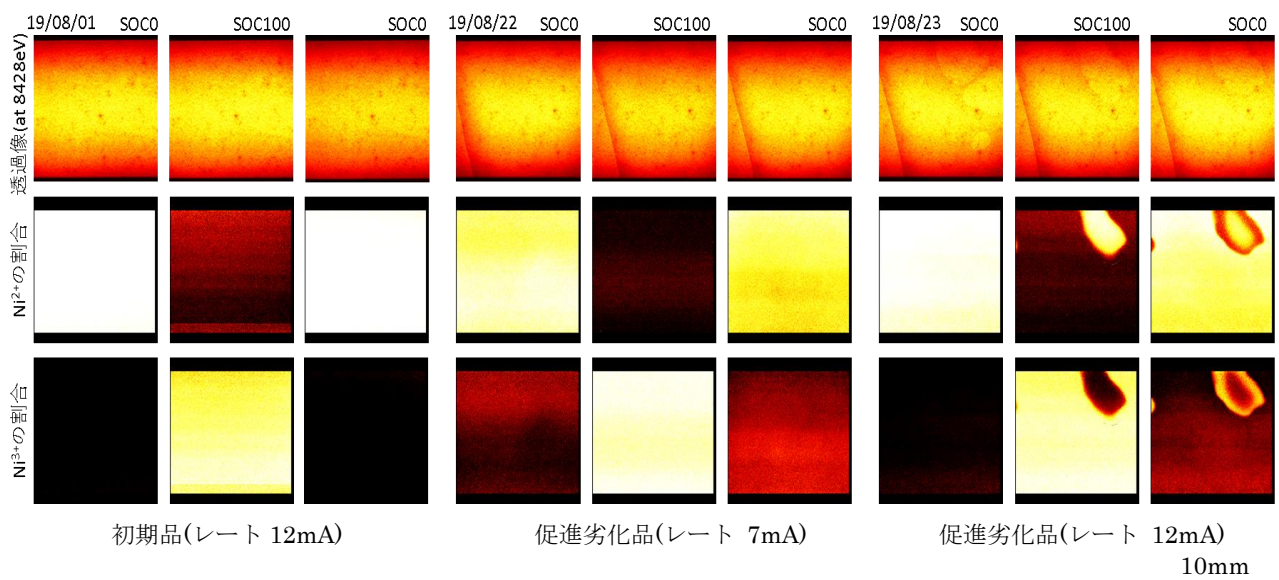 19/08/01 SOC0 SOC100 SOC0 19/08/22 SOC0 SOC100 SOC0 19/08/23 SOC0 SOC100 SOC0
透過像(at 8428eV)
Ni²⁺の割合
Ni³⁺の割合
初期品(レート 12mA) 促進劣化品(レート 7mA) 促進劣化品(レート 12mA)
10mm